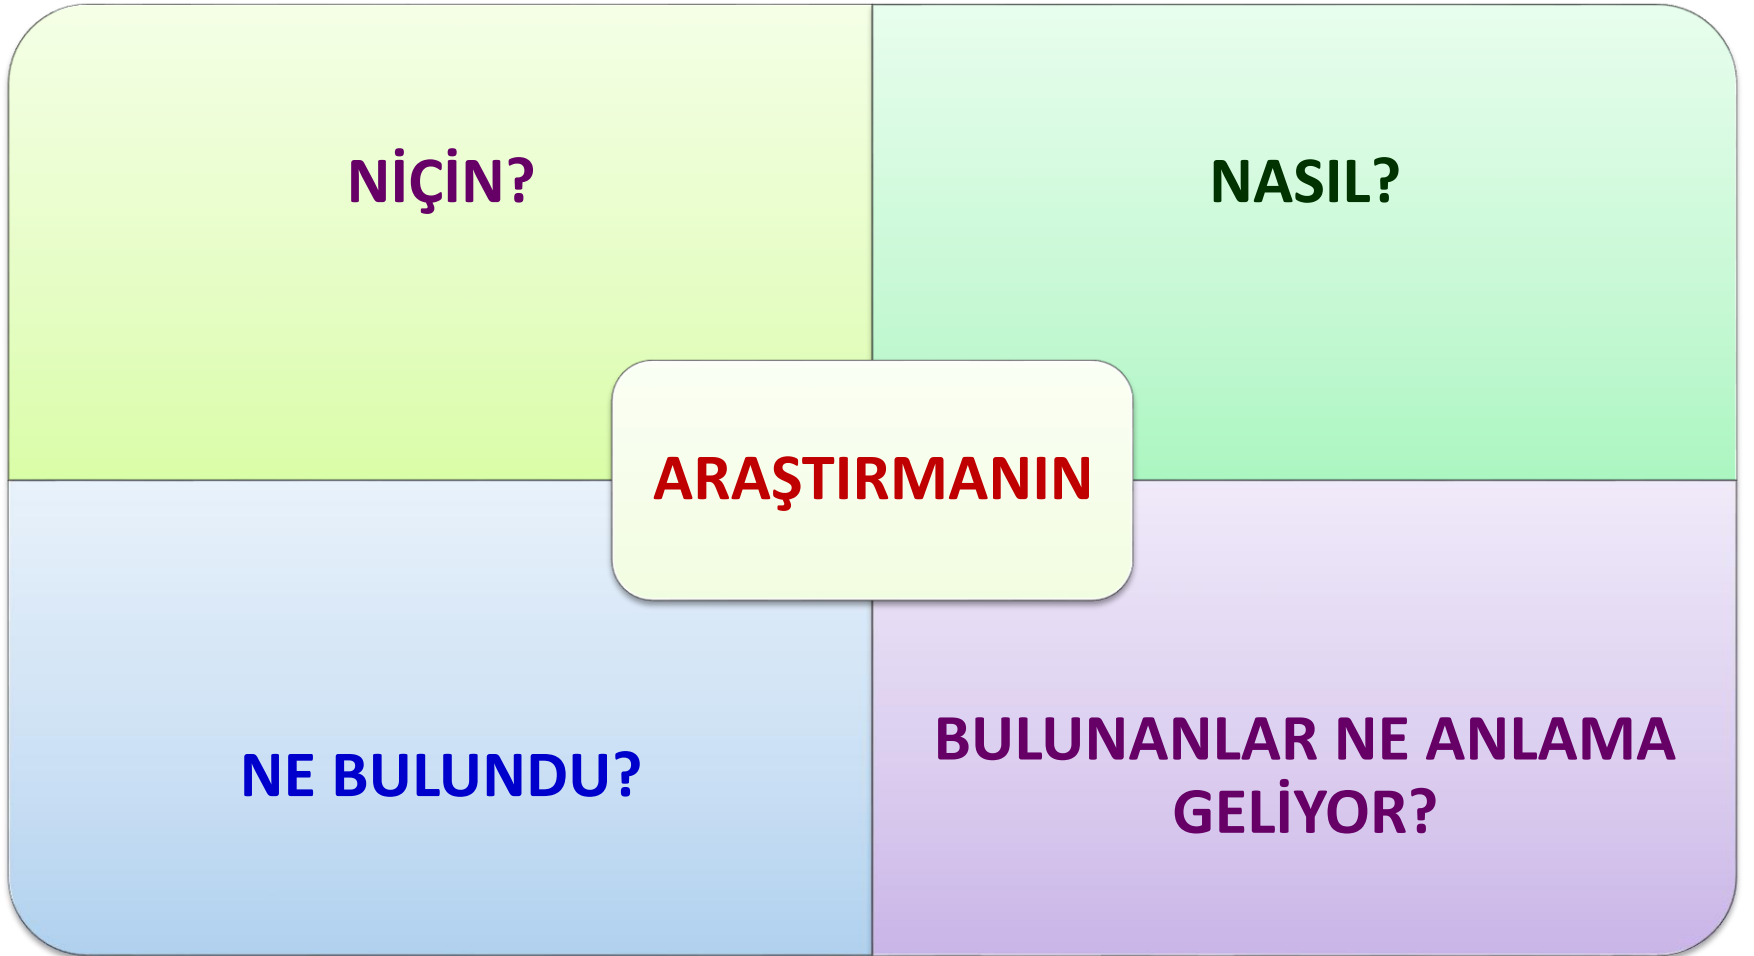 NİÇİN?
NASIL?
ARAŞTIRMANIN
NE BULUNDU?
BULUNANLAR NE ANLAMA
GELİYOR?